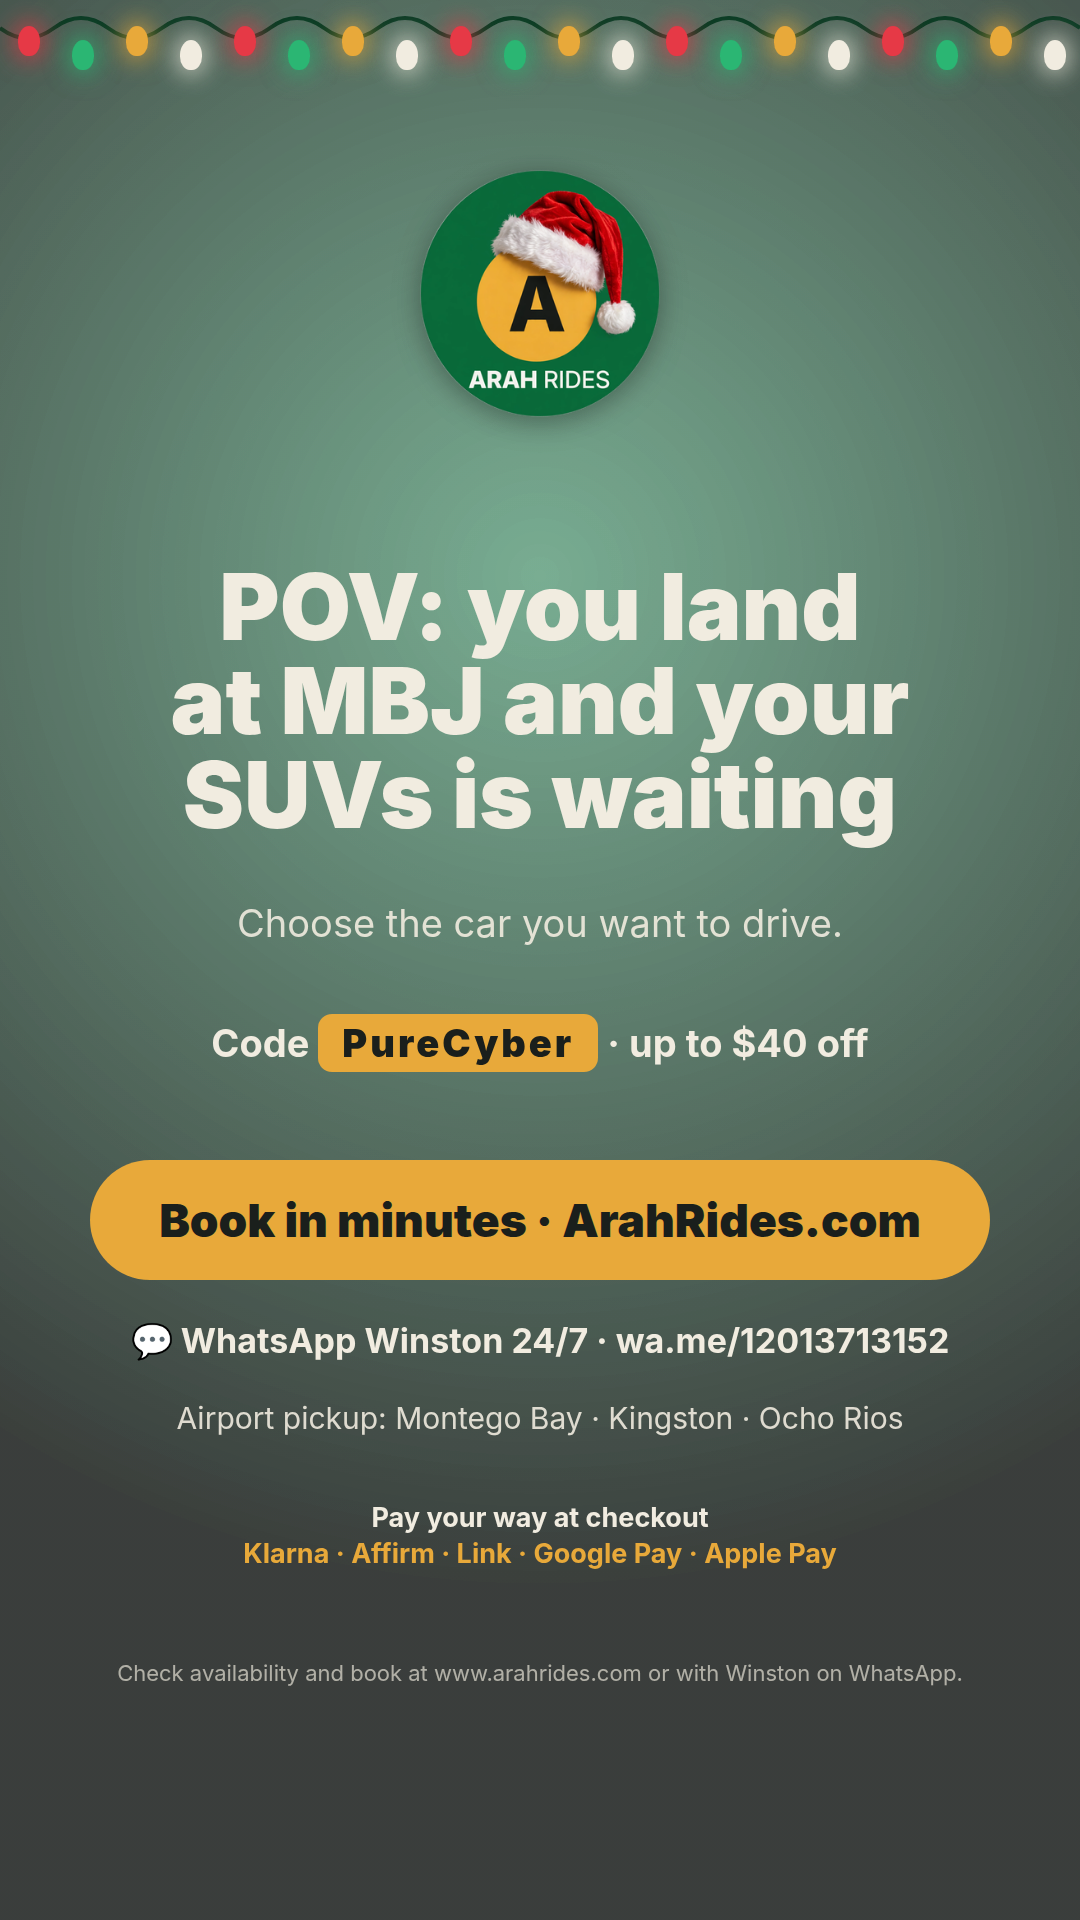 A
ARAH RIDES
POV: you land
at MBJ and your
SUVs is waiting
Choose the car you want to drive.
Code PureCyber · up to $40 off
Book in minutes · ArahRides.com
💬 WhatsApp Winston 24/7 · wa.me/12013713152
Airport pickup: Montego Bay · Kingston · Ocho Rios
Pay your way at checkout
Klarna · Affirm · Link · Google Pay · Apple Pay
Check availability and book at www.arahrides.com or with Winston on WhatsApp.